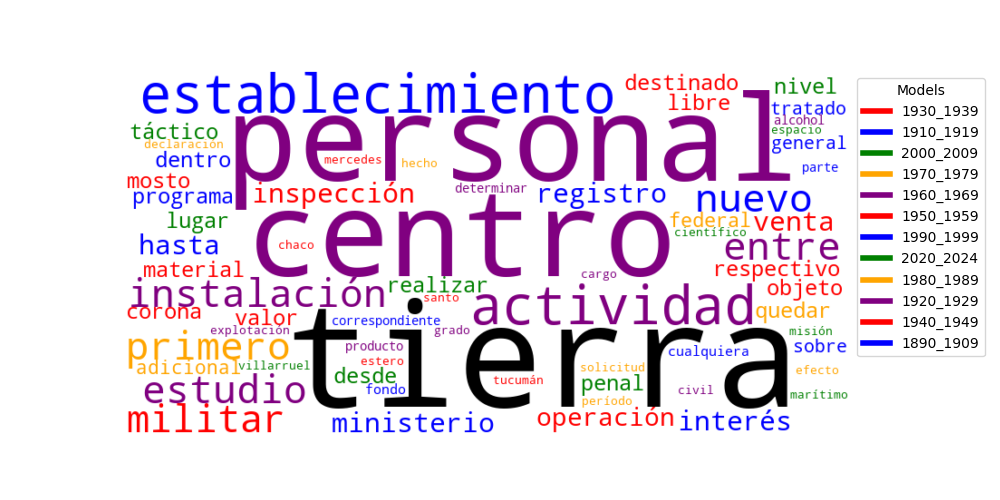 establecimiento
destinado
nivel
libre
tratado
personal
alcohol
táctico
espacio
declaración
general
dentro
mercedes
hecho
parte
mosto
determinar
programa
inspección
registro
nuevo
lugar
centro
federal
venta
científico
hasta
chaco
entre
material
cargo
respectivo
instalación
realizar
objeto
santo
actividad
corona
valor
quedar
correspondiente
explotación
grado
misión
tierra
primero
producto
cualquiera
sobre
adicional
villarruel
estero
solicitud
efecto
desde
tucumán
estudio
fondo
penal
civil
marítimo
período
militar
ministerio
operación
interés
Models
1930_1939
1910_1919
2000_2009
1970_1979
1960_1969
1950_1959
1990_1999
2020_2024
1980_1989
1920_1929
1940_1949
1890_1909